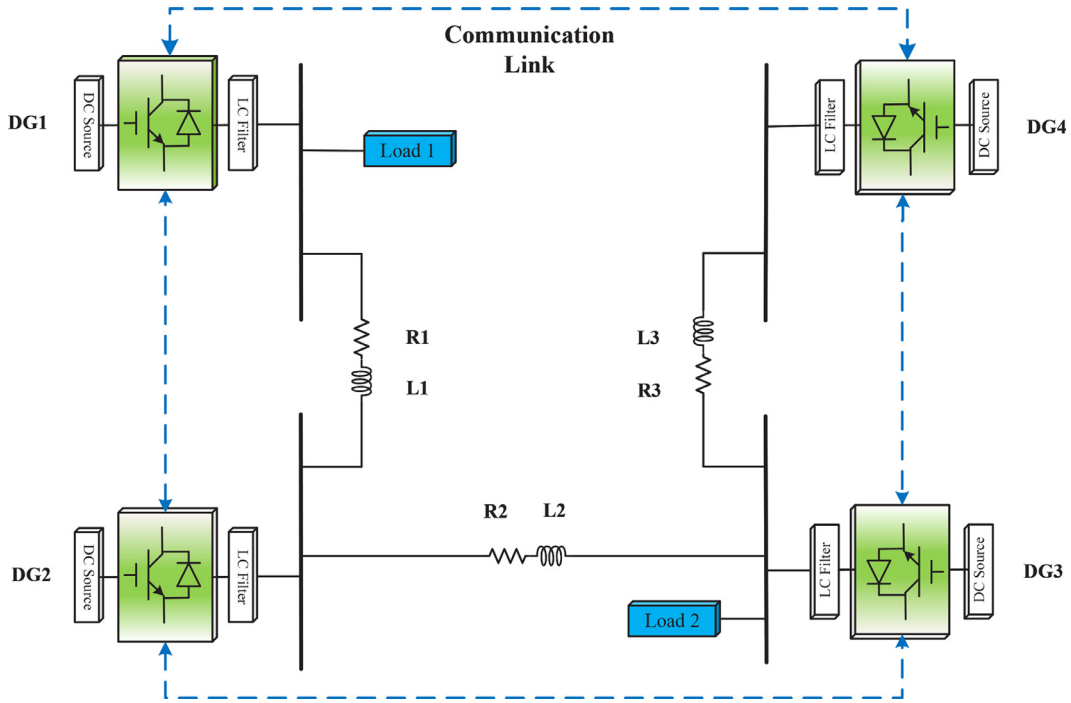 Communication
Link
DG1
DC Source
LC Filter
Load 1
LC Filter
DC Source
DG4
R1
L1
L3
R3
R2
L2
DG2
DC Source
LC Filter
Load 2
LC Filter
DC Source
DG3